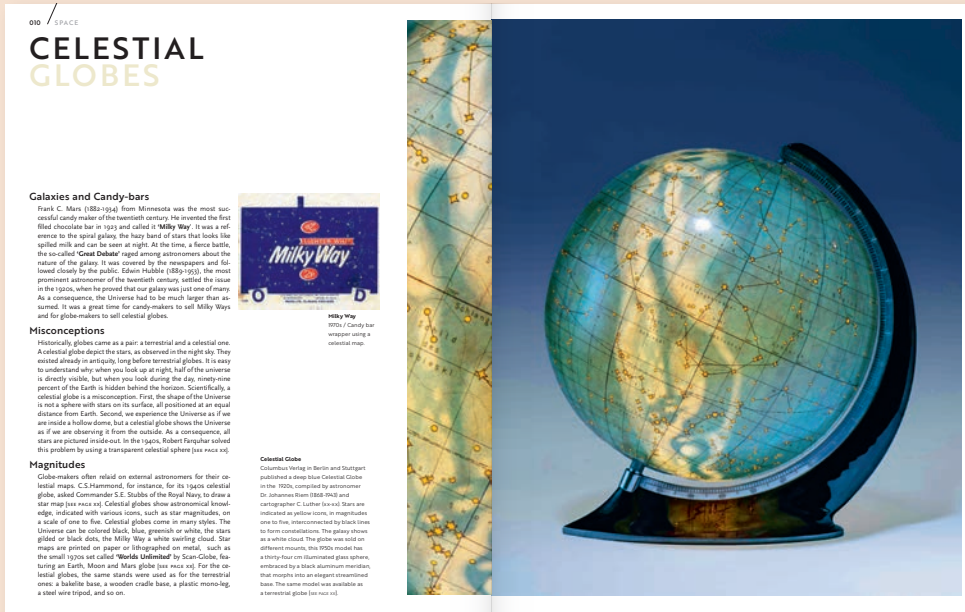 010 / SPACE
CELESTIAL
GLOBES
Galaxies and Candy-bars
Frank C. Mars (1882-1934) from Minnesota was the most suc-
cessful candy maker of the twentieth century. He invented the first
filled chocolate bar in 1923 and called it 'Milky Way'. It was a ref-
erence to the spiral galaxy, the hazy band of stars that looks like
spilled milk and can be seen at night. At the time, a fierce battle,
the so-called 'Great Debate' raged among astronomers about the
nature of the galaxy. It was covered by the newspapers and fol-
lowed closely by the public. Edwin Hubble (1889-1953), the most
prominent astronomer of the twentieth century, settled the issue
in the 1920s, when he proved that our galaxy was just one of many.
As a consequence, the Universe had to be much larger than as-
sumed. It was a great time for candy-makers to sell Milky Ways
and for globe-makers to sell celestial globes.
Misconceptions
Historically, globes came as a pair: a terrestrial and a celestial one.
A celestial globe depict the stars, as observed in the night sky. They
existed already in antiquity, long before terrestrial globes. It is easy
to understand why: when you look up at night, half of the universe
is directly visible, but when you look during the day, ninety-nine
percent of the Earth is hidden behind the horizon. Scientifically, a
celestial globe is a misconception. First, the shape of the Universe
is not a sphere with stars on its surface, all positioned at an equal
distance from Earth. Second, we experience the Universe as if we
are inside a hollow dome, but a celestial globe shows the Universe
as if we are observing it from the outside. As a consequence, all
stars are pictured inside-out. In the 1940s, Robert Farquhar solved
this problem by using a transparent celestial sphere (SEE PAGE XX).
Magnitudes
Globe-makers often relaid on external astronomers for their ce-
lestial maps. C.S.Hammond, for instance, for its 1940s celestial
globe, asked Commander S.E. Stubbs of the Royal Navy, to draw a
star map (SEE PAGE XX). Celestial globes show astronomical knowl-
edge, indicated with various icons, such as star magnitudes, on
a scale of one to five. Celestial globes come in many styles. The
Universe can be colored black, blue, greenish or white, the stars
gilded or black dots, the Milky Way a white swirling cloud. Star
maps are printed on paper or lithographed on metal, such as
the small 1970s set called 'Worlds Unlimited' by Scan-Globe, fea-
turing an Earth, Moon and Mars globe (SEE PAGE XX). For the ce-
lestial globes, the same stands were used as for the terrestrial
ones: a bakelite base, a wooden cradle base, a plastic mono-leg,
a steel wire tripod, and so on.
Milky Way
Milky Way
1970s / Candy bar
wrapper using a
celestial map.
Celestial Globe
Columbus Verlag in Berlin and Stuttgart
published a deep blue Celestial Globe
in the 1920s, compiled by astronomer
Dr. Johannes Riem (1868-1943) and
cartographer C. Luther (xx-xx). Stars are
indicated as yellow icons, in magnitudes
one to five, interconnected by black lines
to form constellations. The galaxy shows
as a white cloud. The globe was sold on
different mounts, this 1950s model has
a thirty-four cm illuminated glass sphere,
embraced by a black aluminum meridian,
that morphs into an elegant streamlined
base. The same model was available as
a terrestrial globe (SEE PAGE XX).